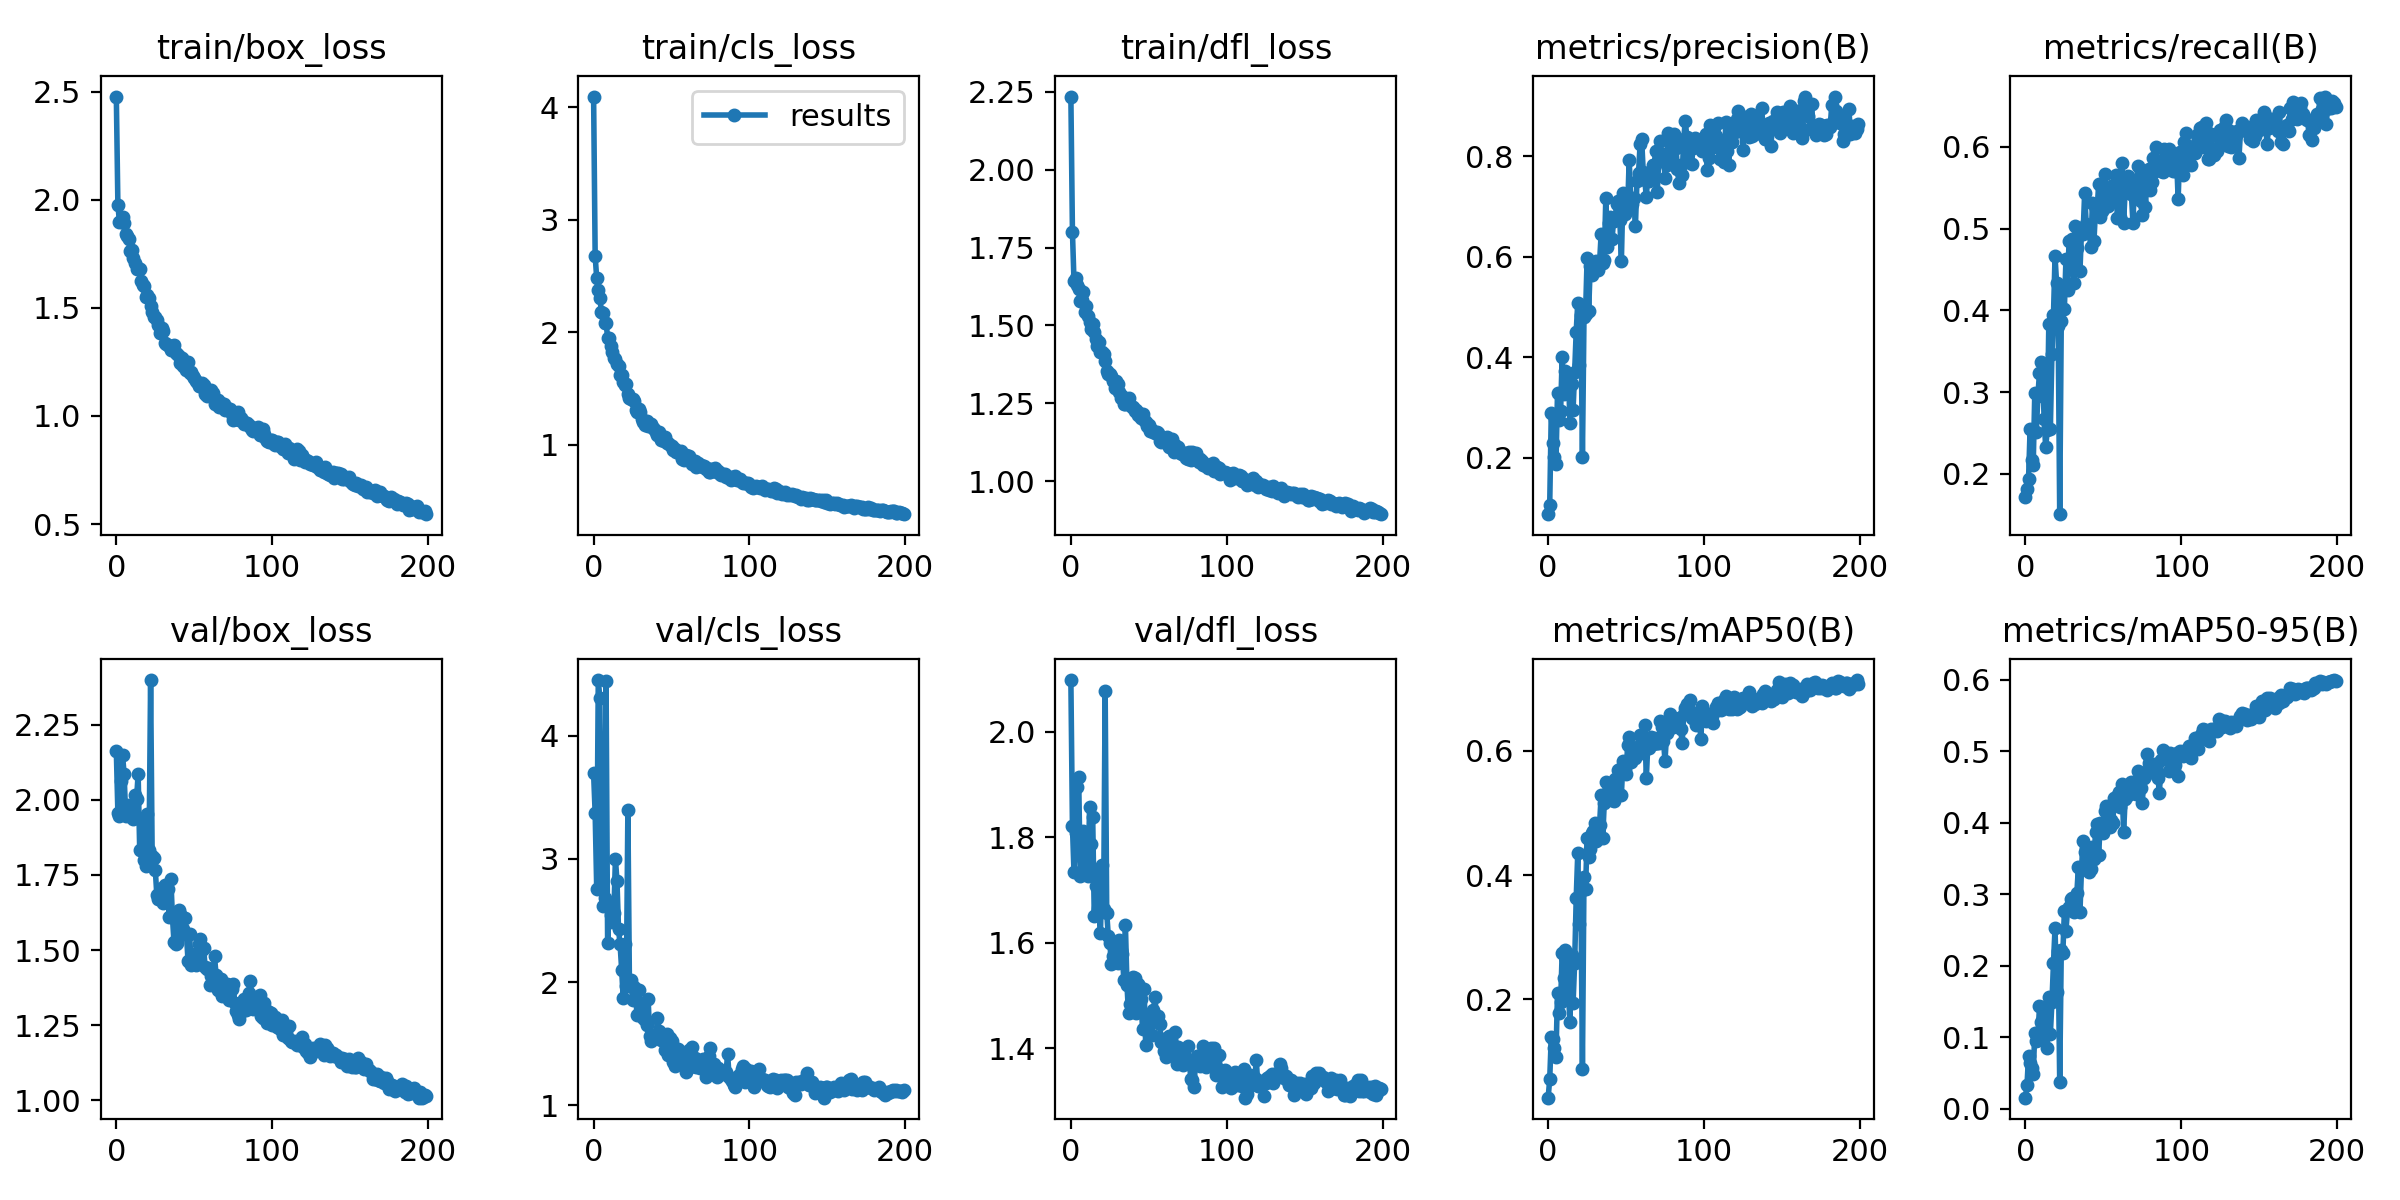 train/box_loss
2.5
2.0
1.5
1.0
0.5
0 100 200
train/cls_loss
results
4
3
2
1
0 100 200
train/dfl_loss
2.25
2.00
1.75
1.50
1.25
1.00
0 100 200
metrics/precision(B)
0.8
0.6
0.4
0.2
0 100 200
metrics/recall(B)
0.6
0.5
0.4
0.3
0.2
0 100 200
val/box_loss
2.25
2.00
1.75
1.50
1.25
1.00
0 100 200
val/cls_loss
4
3
2
1
0 100 200
val/dfl_loss
2.0
1.8
1.6
1.4
0 100 200
metrics/mAP50(B)
0.6
0.4
0.2
0 100 200
metrics/mAP50-95(B)
0.6
0.5
0.4
0.3
0.2
0.1
0.0
0 100 200